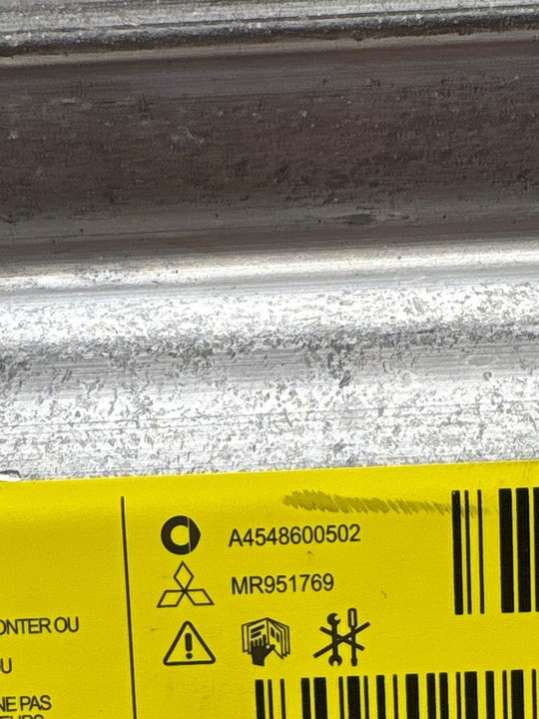 A4548600502
MR951769
ONTER OU
U
NE PAS